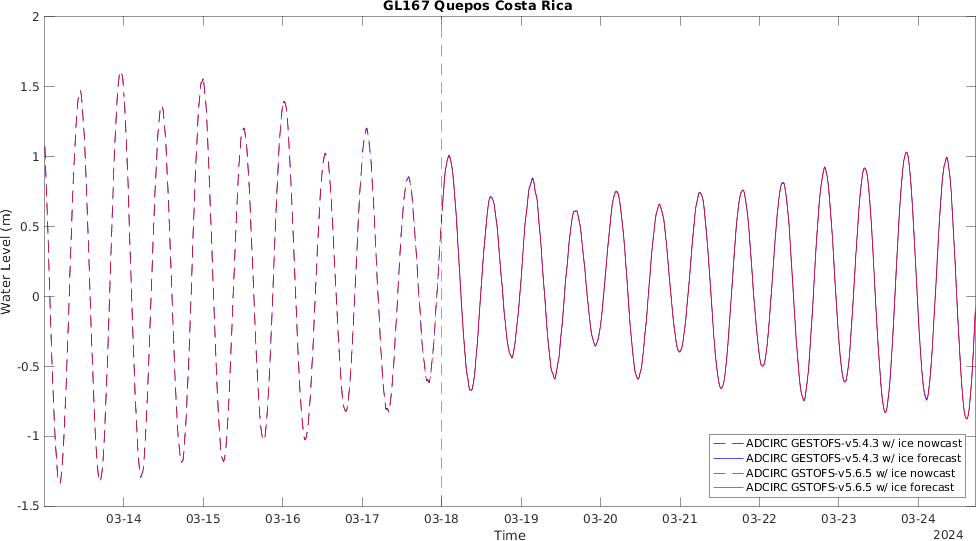 GL167 Quepos Costa Rica
2
1.5
1
0.5
0
-0.5
-1
-1.5
Water Level (m)
03-14 03-15 03-16 03-17 03-18 03-19 03-20 03-21 03-22 03-23 03-24
Time
2024
ADCIRC GESTOFS-v5.4.3 w/ ice nowcast
ADCIRC GESTOFS-v5.4.3 w/ ice forecast
ADCIRC GSTOFS-v5.6.5 w/ ice nowcast
ADCIRC GSTOFS-v5.6.5 w/ ice forecast